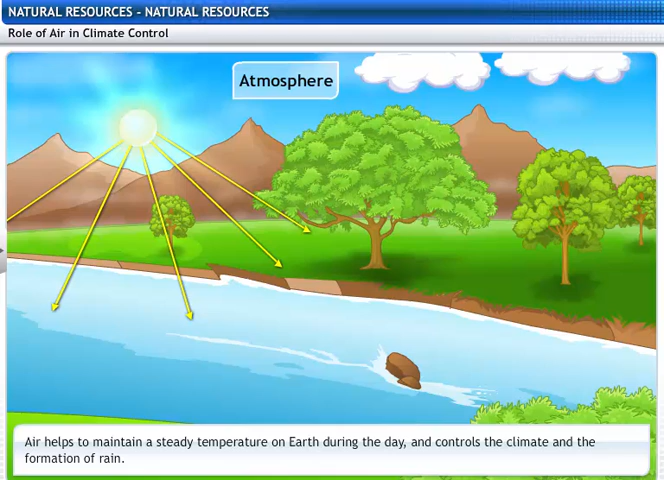 NATURAL RESOURCES - NATURAL RESOURCES
Role of Air in Climate Control
Atmosphere
Air helps to maintain a steady temperature on Earth during the day, and controls the climate and the
formation of rain.